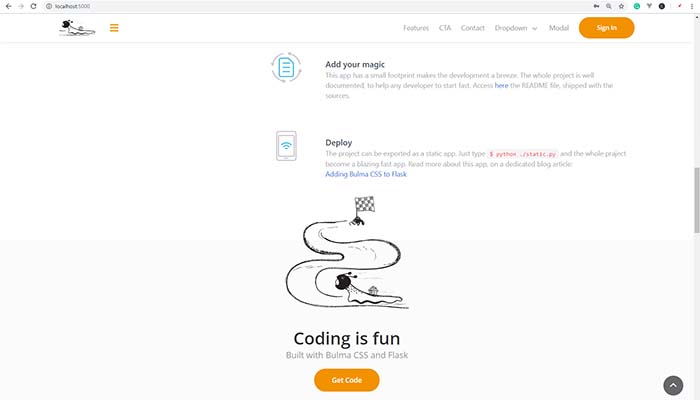 localhost:5000
Features CTA Contact Dropdown Modal Sign in
Add your magic
This app has a small footprint makes the development a breeze. The whole project is well
documented, to help any developer to start fast. Access here the README file, shipped with the
sources.
Deploy
The project can be exported as a static app. Just type $ python ./static.py and the whole praject
become a blazing fast app. Read more about this app, on a dedicated blog article:
Adding Bulma CSS to Flask
Coding is fun
Built with Bulma CSS and Flask
Get Code